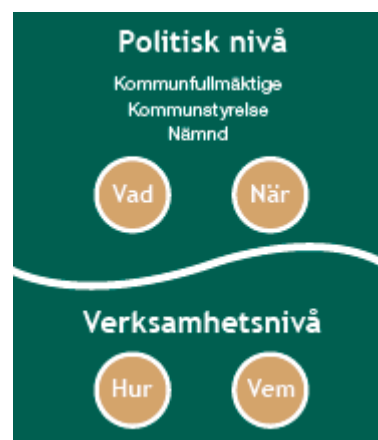 Politisk nivå
Kommunfullmäktige
Kommunstyrelse
Nämnd
Vad När
Verksamhetsnivå
Hur Vem